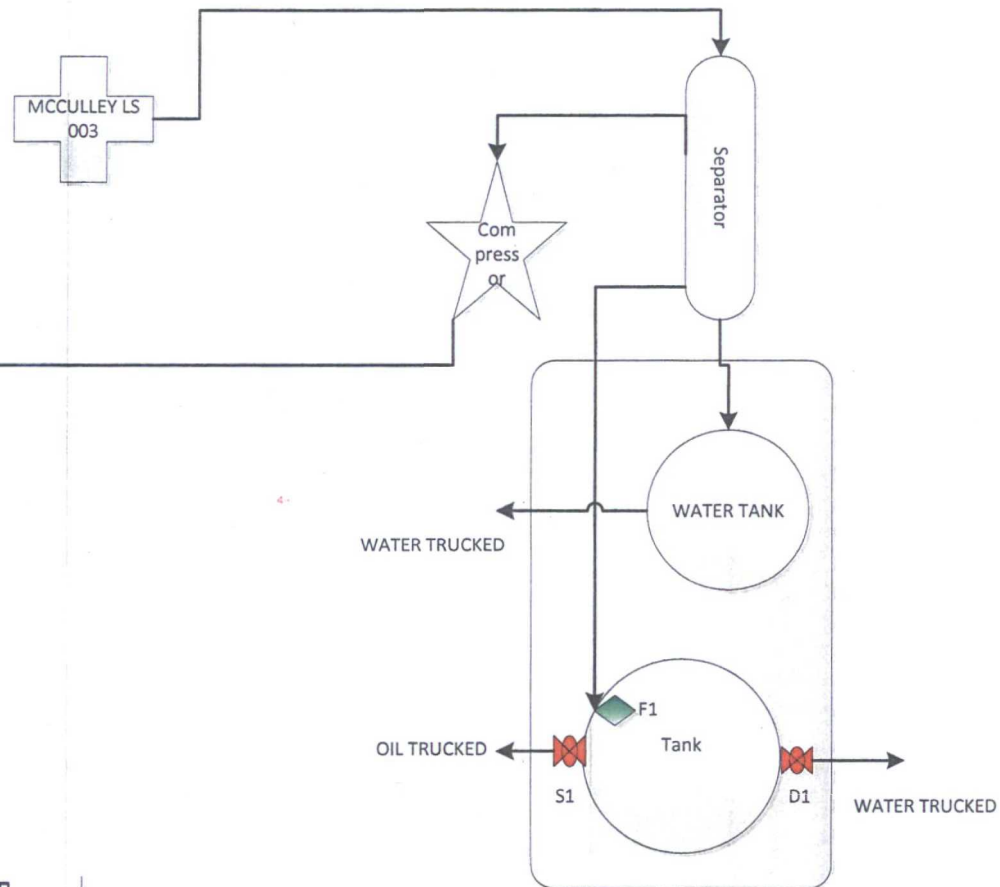 MCCULLEY LS
003
Separator
Com
press
or
WATER TANK
WATER TRUCKED
F1
Tank
OIL TRUCKED
S1
D1
WATER TRUCKED